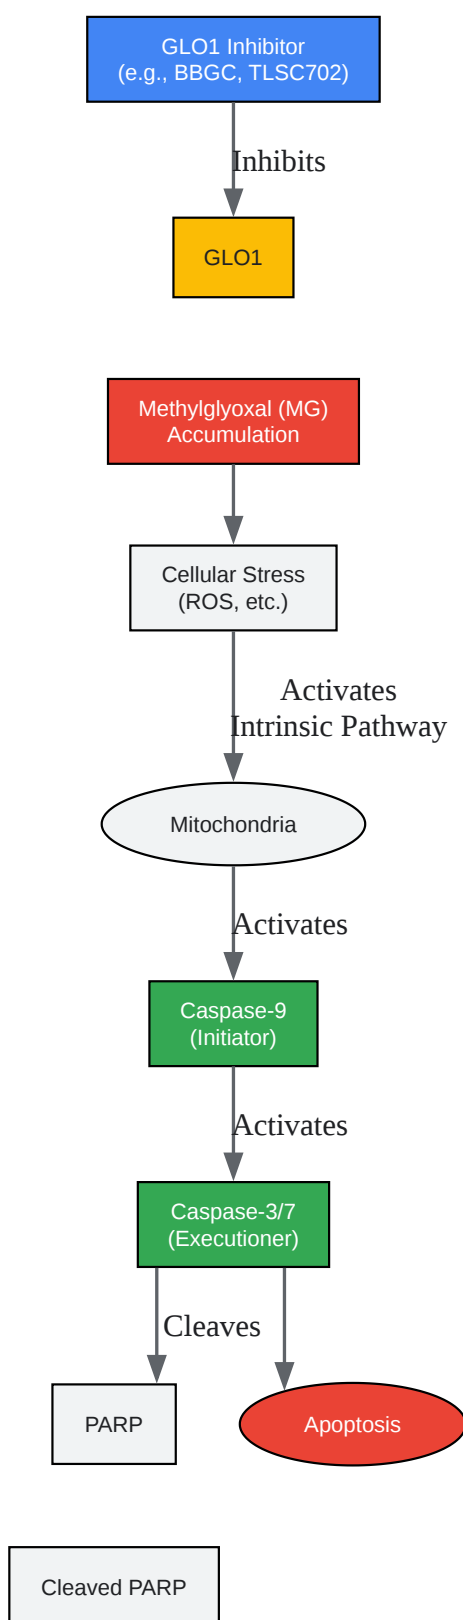 GLO1 Inhibitor
(e.g., BBGC, TLSC702)
Inhibits
GLO1
Methylglyoxal (MG)
Accumulation
Cellular Stress
(ROS, etc.)
Activates
Intrinsic Pathway
Mitochondria
Activates
Caspase-9
(Initiator)
Activates
Caspase-3/7
(Executioner)
Cleaves
PARP
Apoptosis
Cleaved PARP